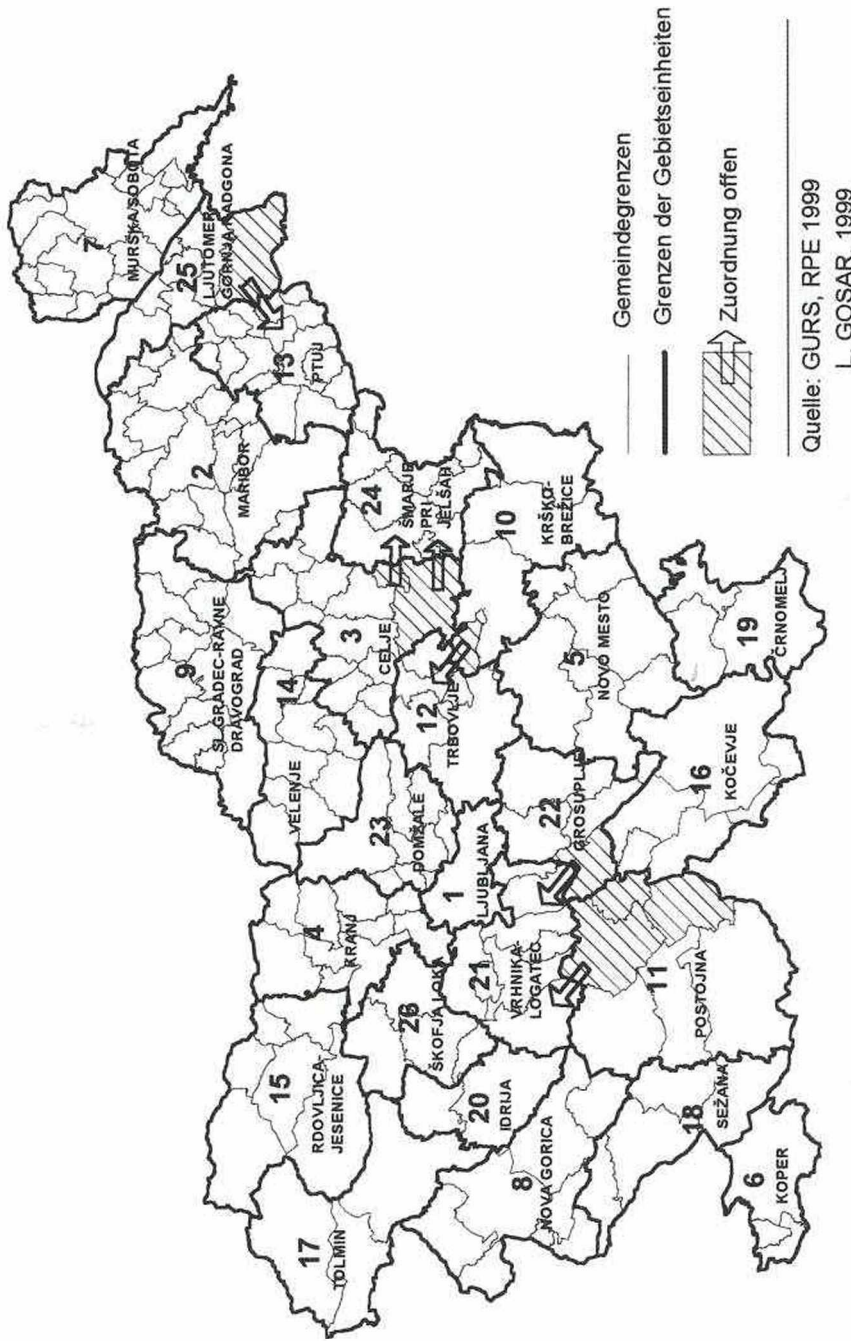 7
MURSKA SOBOTA
25
LJUTOMER
GORNJA RADGONA
13
PTUJ
2
MARIBOR
24
ŠMARJE
PRI
JELŠAH
9
SL.GRADEC-RAVNE
DRAVOGRAD
3
CELJE
14
VELENJE
12
TRBOVLJE
10
KRŠKO-
BREŽICE
5
NOVO MESTO
19
ČRNOMELJ
23
DOMŽALE
22
GROSUPLJE
16
KOČEVJE
4
KRANJ
1
LJUBLJANA
21
VRHNIKA-
LOGATEC
26
ŠKOFJA LOKA
11
POSTOJNA
15
RDOVLJICA-
JESENICE
20
IDRIJA
8
NOVA GORICA
18
SEŽANA
17
TOLMIN
6
KOPER
Gemeindegrenzen
Grenzen der Gebietseinheiten
Zuordnung offen
Quelle: GURS, RPE 1999
L. GOSAR, 1999